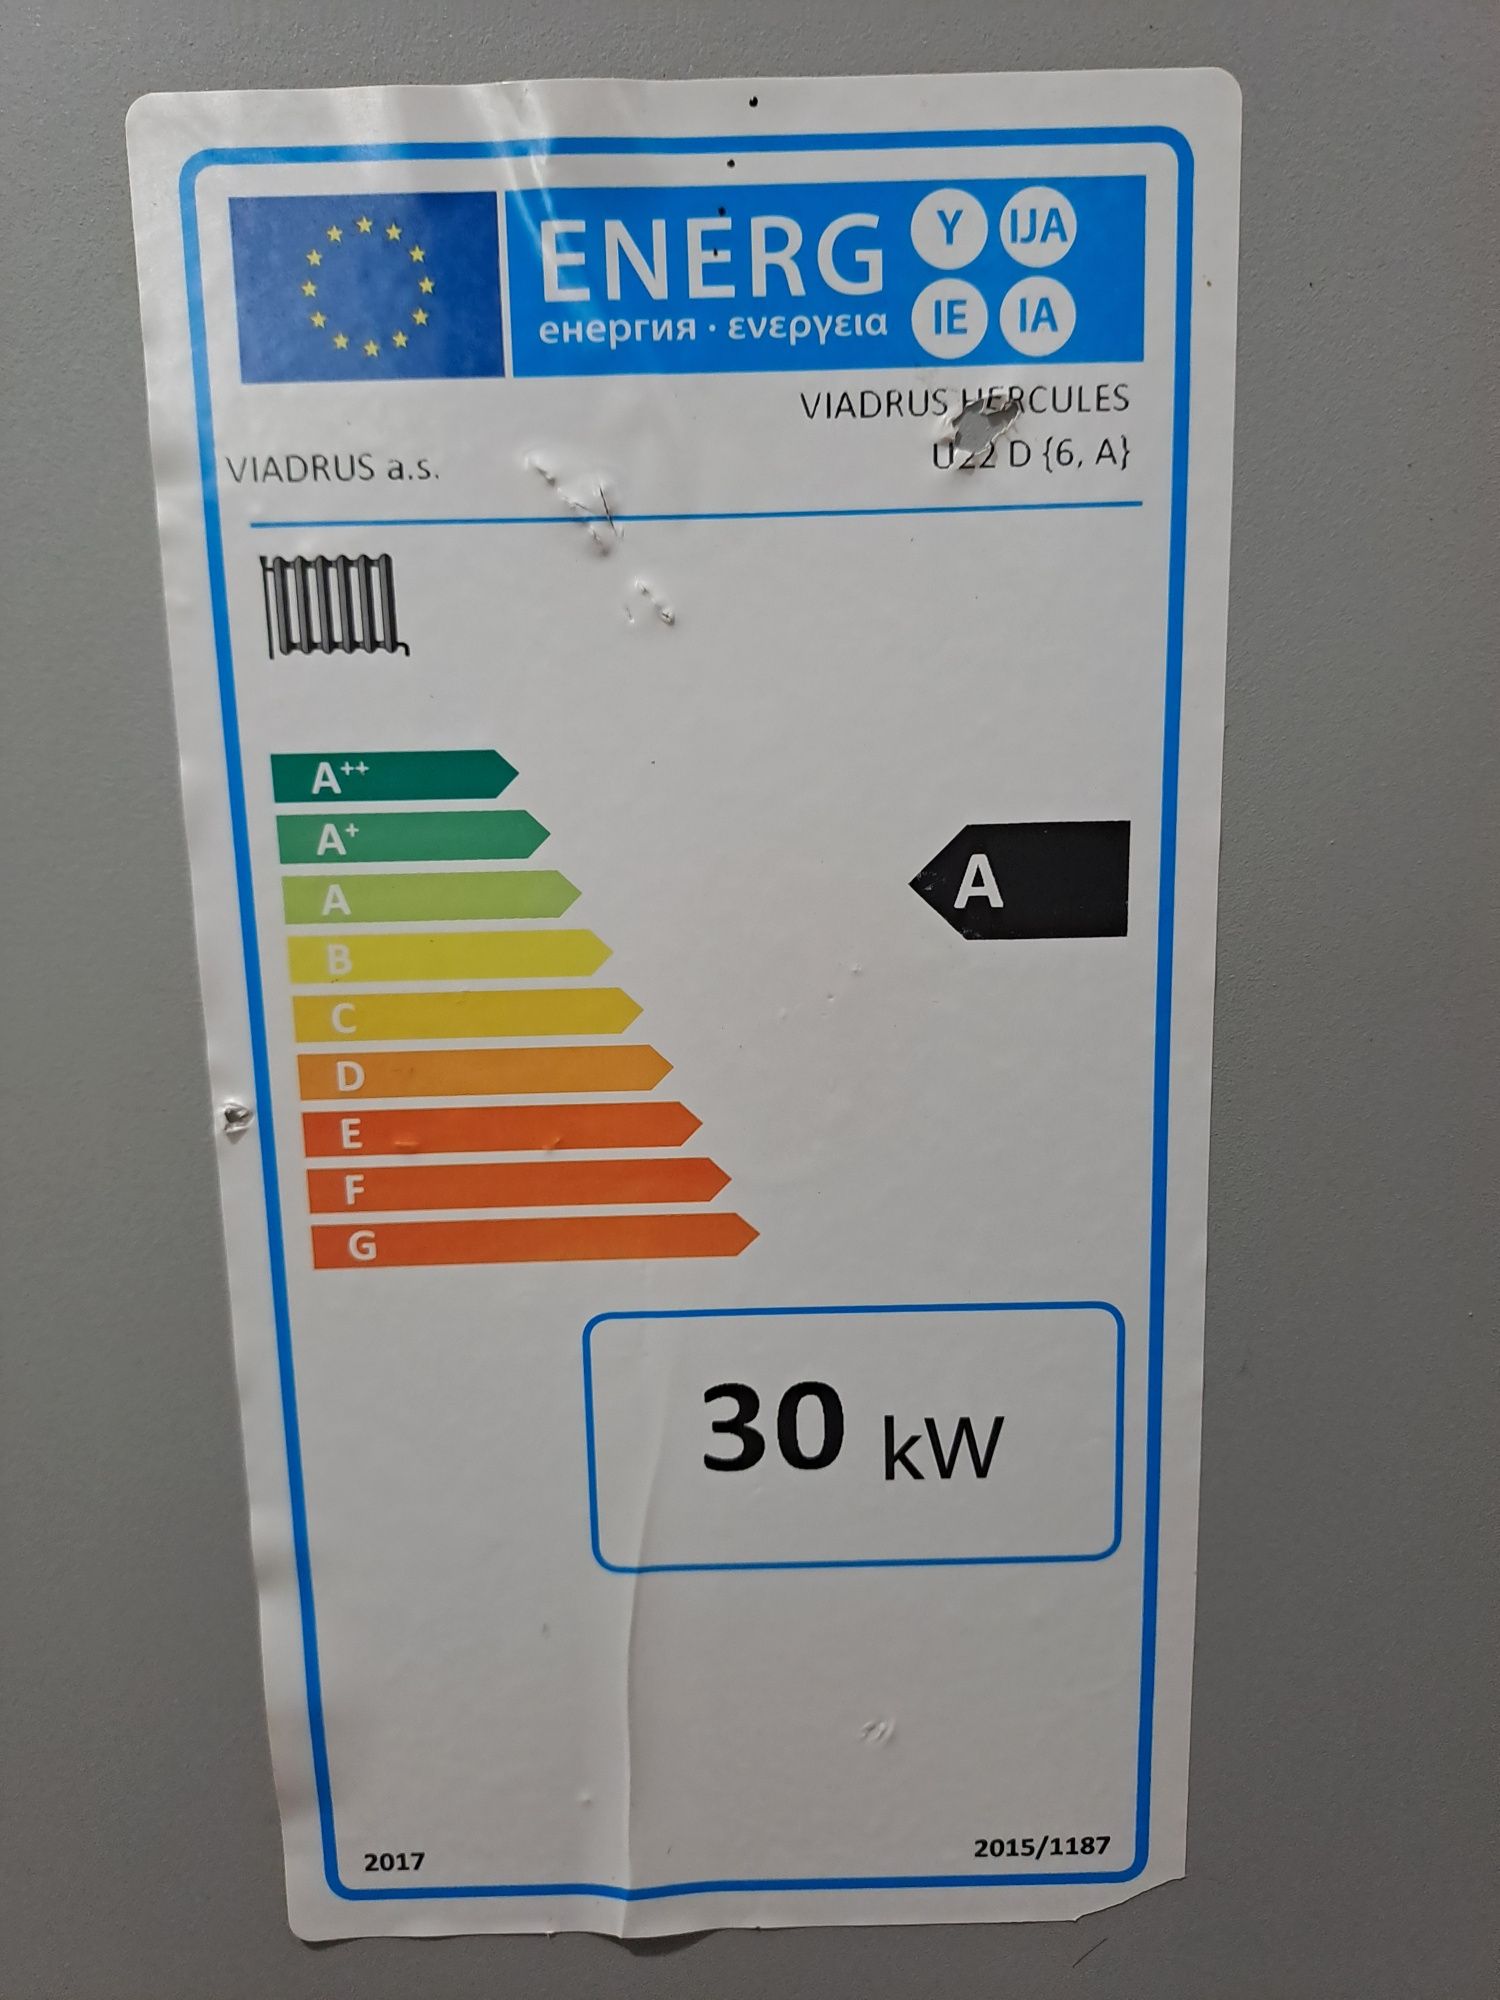 ENERG Y IJA
енергия · ενεργεια IE IA
VIADRUS HERCULES
VIADRUS a.s. U22 D {6, A}
A++
A+
A
A
B
C
D
E
F
G
30 kW
2017 2015/1187